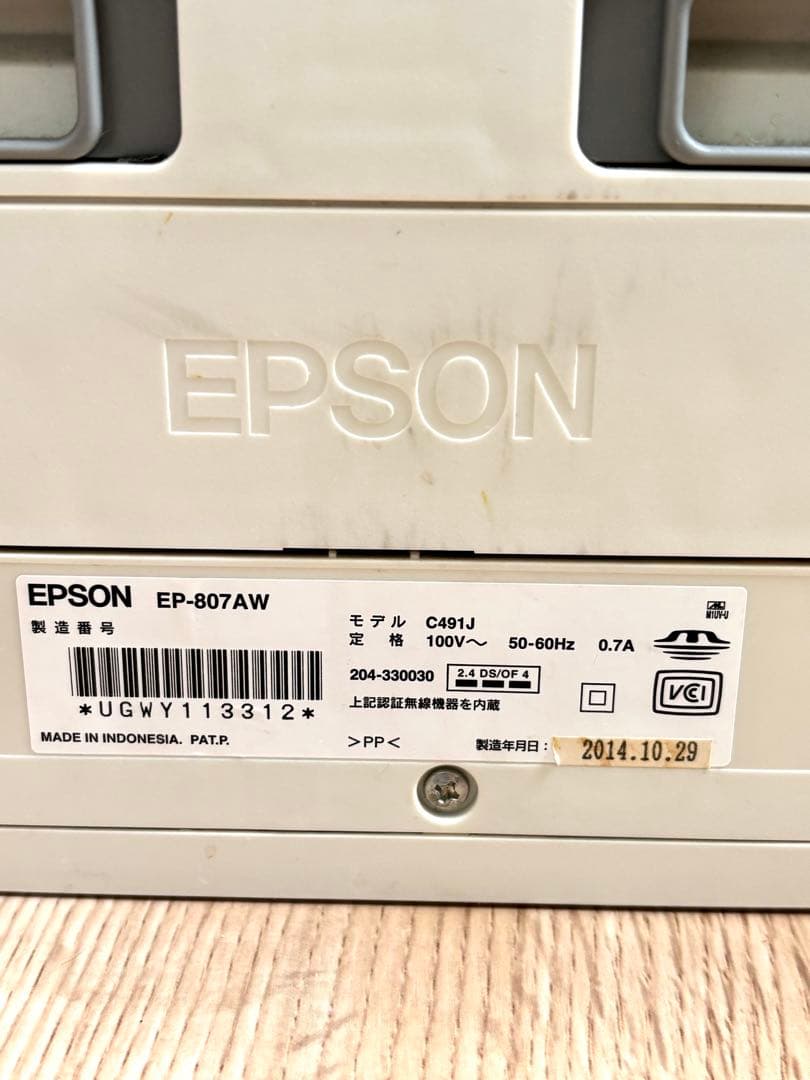 EPSON
EPSON EP-807AW
製造番号
*UGWY113312*
MADE IN INDONESIA. PAT.P.
モデル C491J
定格 100V～ 50-60Hz 0.7A
204-330030 2.4 DS/OF 4
上記認証無線機器を内蔵
>PP<
製造年月日： 2014.10.29
VCI